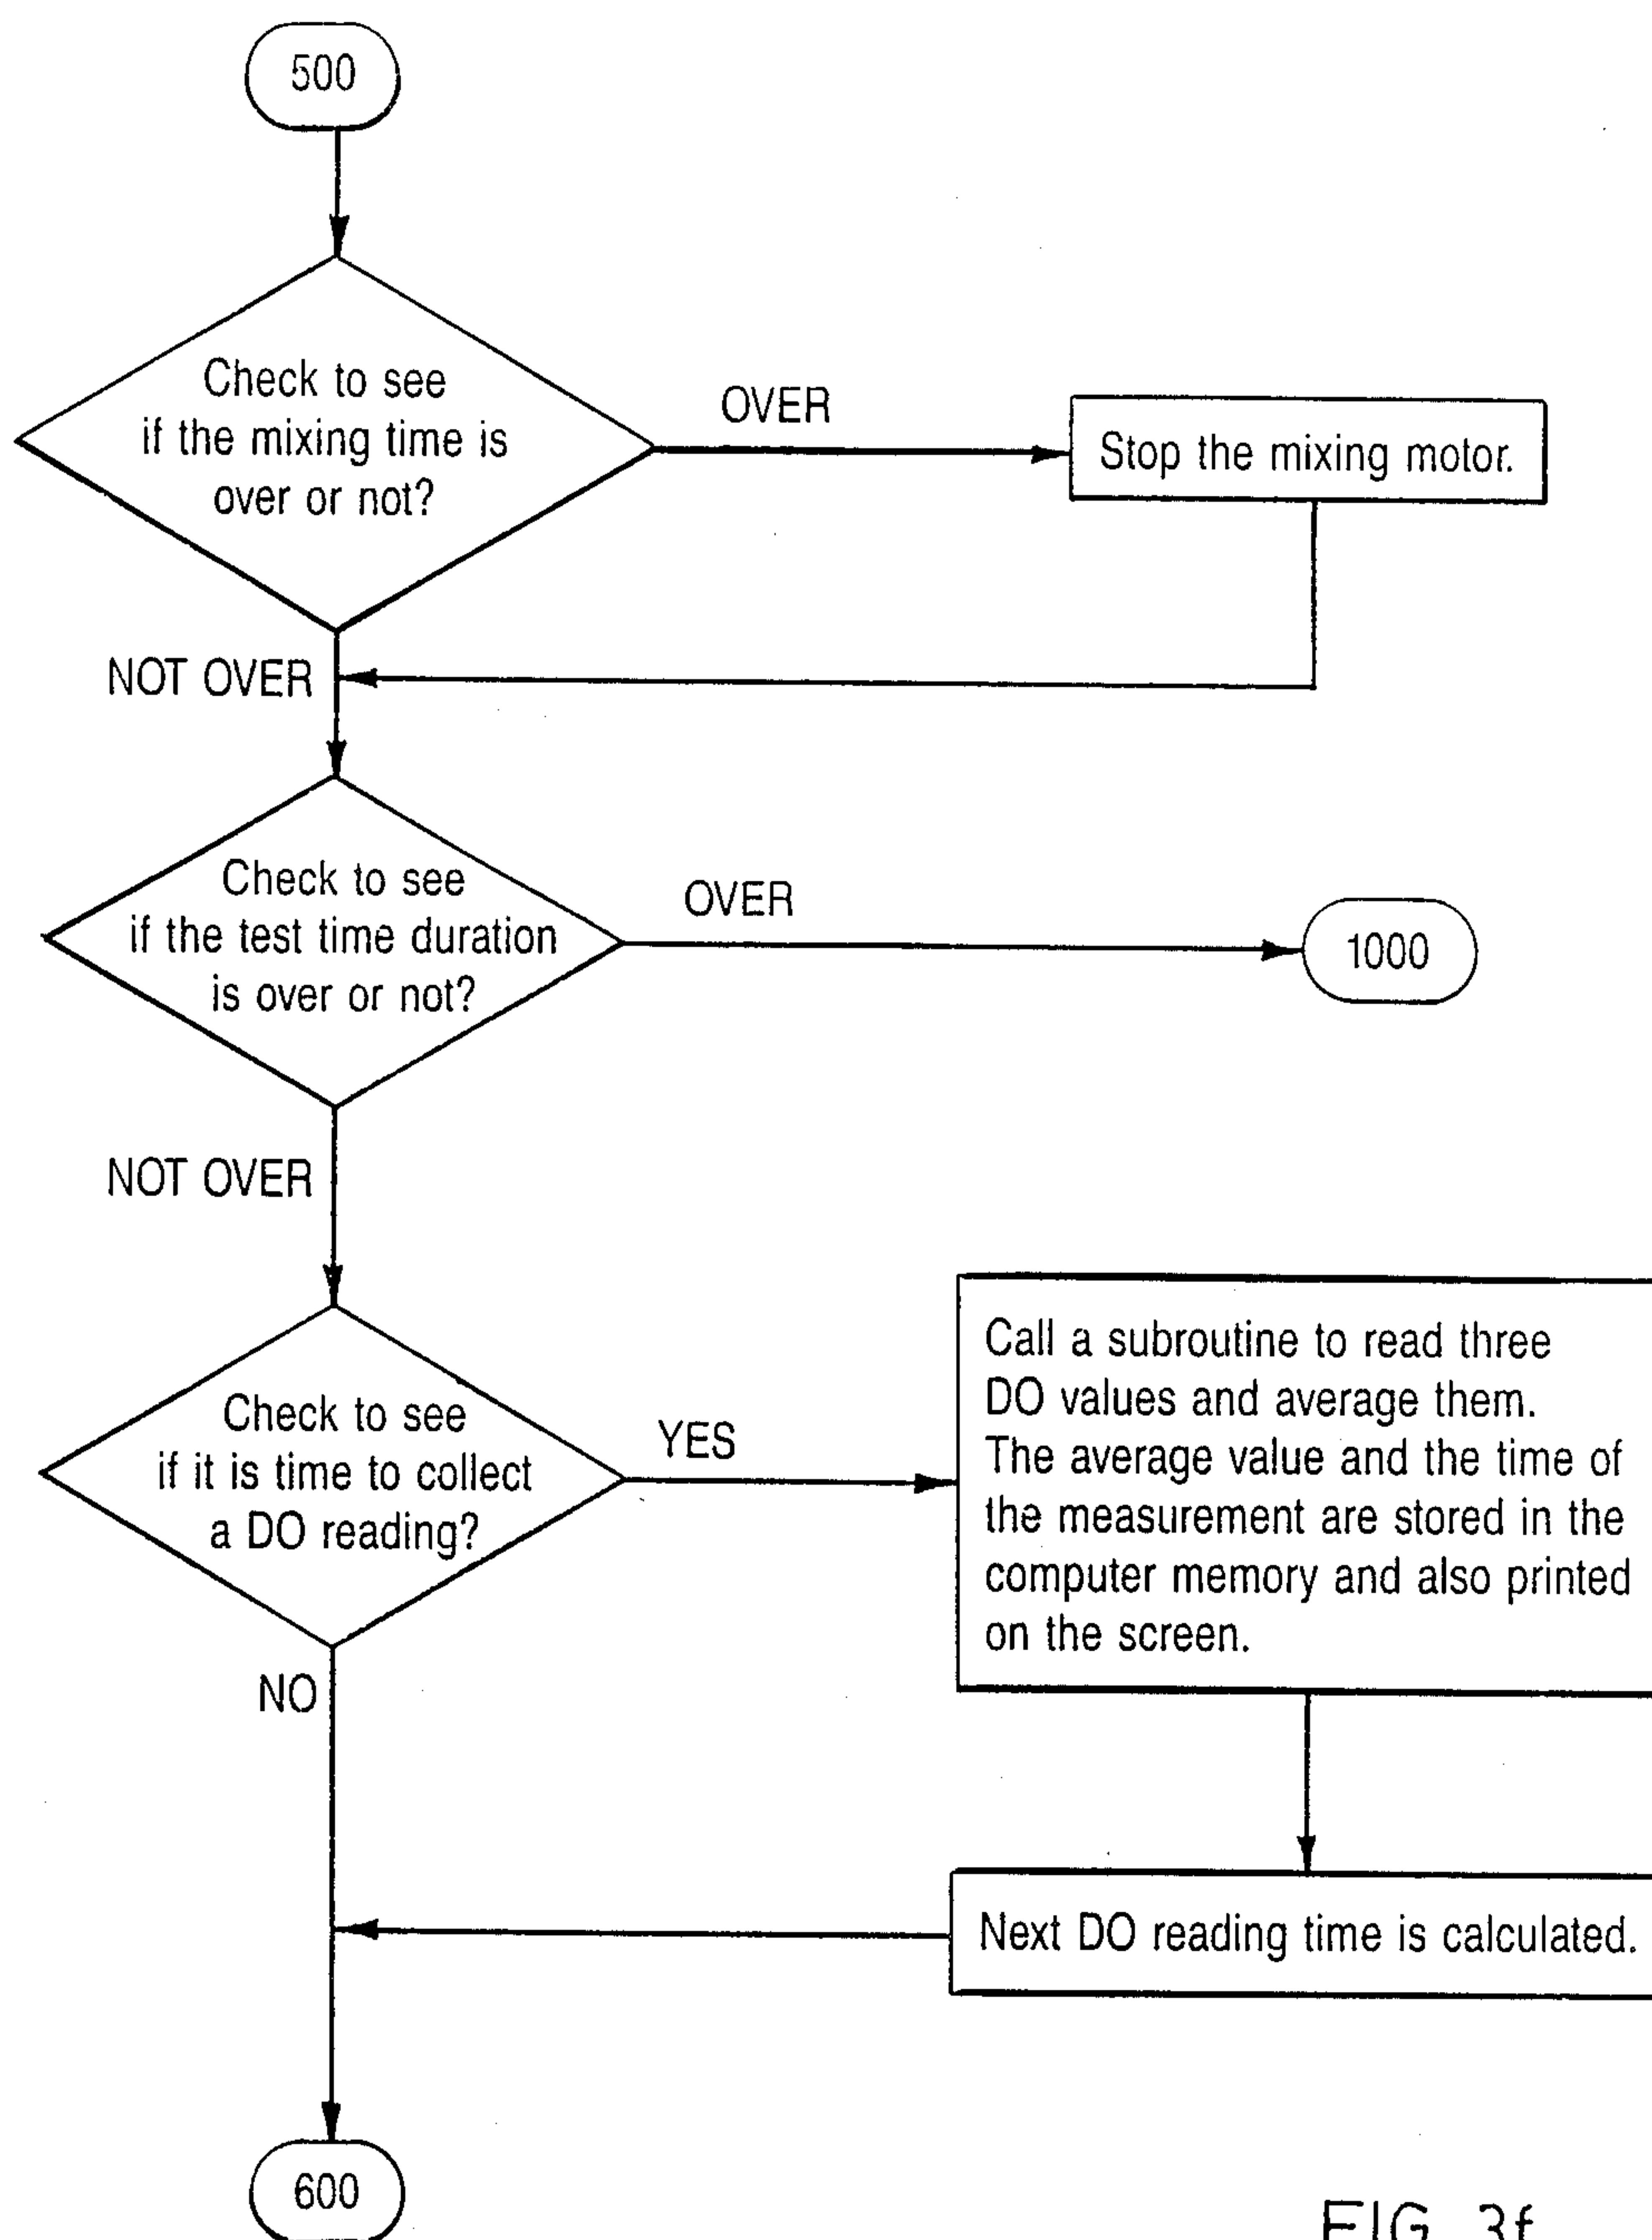 500
Check to see
if the mixing time is
over or not?
OVER
Stop the mixing motor.
NOT OVER
Check to see
if the test time duration
is over or not?
OVER
1000
NOT OVER
Check to see
if it is time to collect
a DO reading?
YES
Call a subroutine to read three
DO values and average them.
The average value and the time of
the measurement are stored in the
computer memory and also printed
on the screen.
NO
Next DO reading time is calculated.
600
FIG. 3f